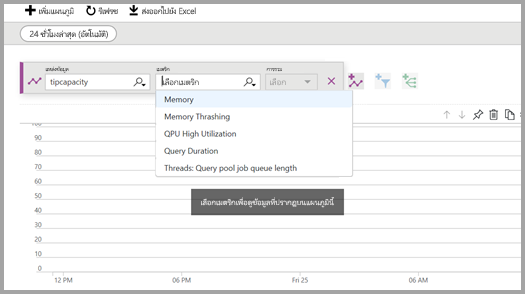 เพิ่มแผนภูมิ รีเฟรช ส่งออกไปยัง Excel
24 ชั่วโมงล่าสุด (อัตโนมัติ)
แหล่งข้อมูล เมตริก การรวม
tipcapacity เลือกเมตริก เลือก
Memory
Memory Thrashing
QPU High Utilization
Query Duration
Threads: Query pool job queue length
100
90
80
70
60
50
40
30
20
10
0
เลือกเมตริกเพื่อดูข้อมูลที่ปรากฏบนแผนภูมินี้
12 PM 06 PM Fri 25 06 AM